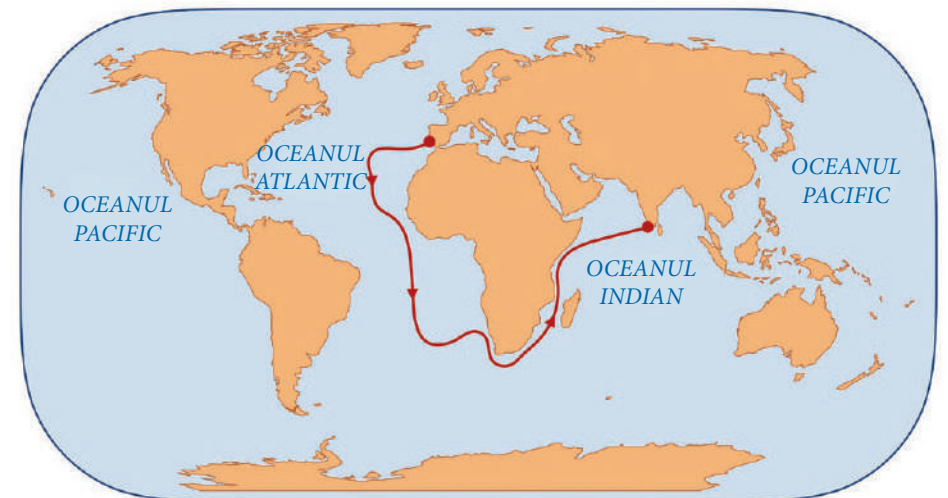 OCEANUL
ATLANTIC
OCEANUL
PACIFIC
OCEANUL
PACIFIC
OCEANUL
INDIAN